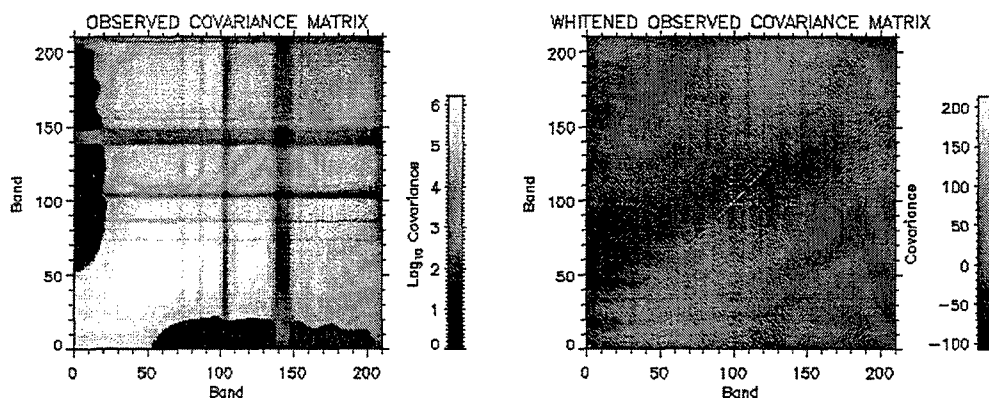 OBSERVED COVARIANCE MATRIX
200
150
100
50
0
Band
0 50 100 150 200
Band
6
5
4
3
2
1
0
Log₁₀ Covariance
WHITENED OBSERVED COVARIANCE MATRIX
200
150
100
50
0
Band
0 50 100 150 200
Band
200
150
100
50
0
−50
−100
Covariance